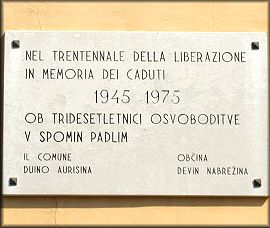 NEL TRENTENNALE DELLA LIBERAZIONE
IN MEMORIA DEI CADUTI
1945-1975
OB TRIDESETLETNICI OSVOBODITVE
V SPOMIN PADLIM
IL COMUNE
DUINO AURISINA
OBČINA
DEVIN NABREŽINA